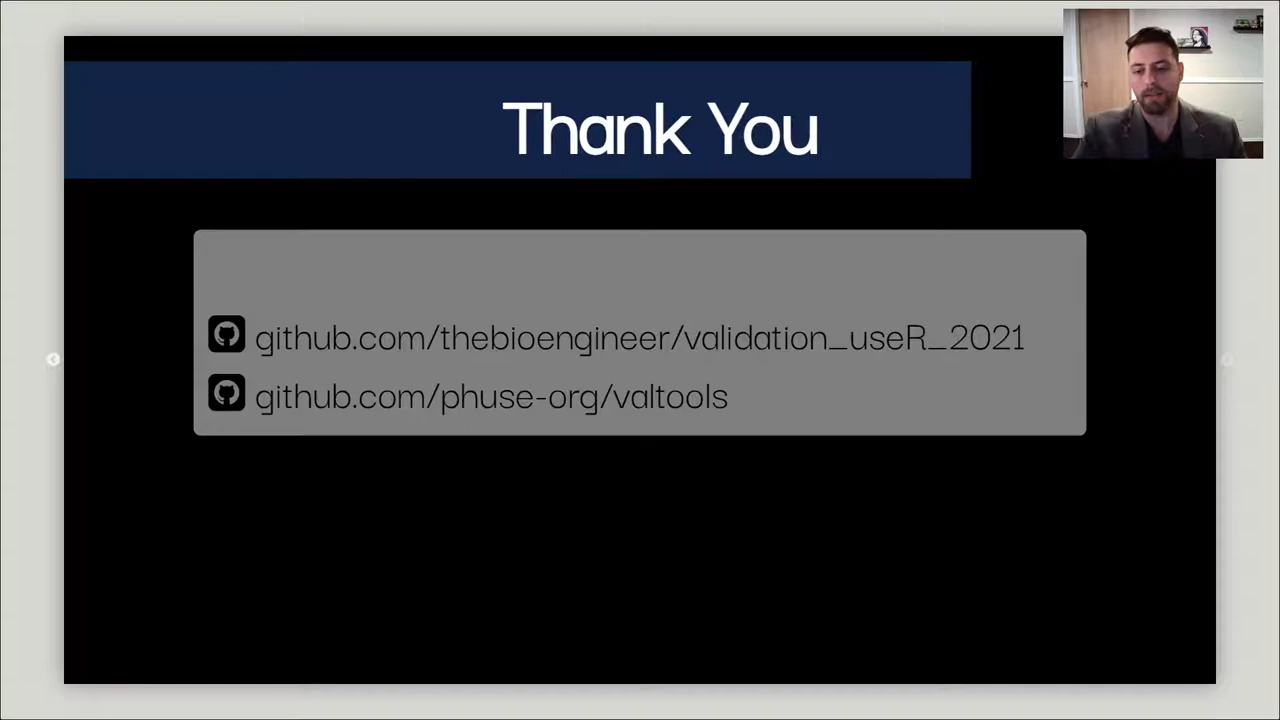 Thank You
github.com/thebioengineer/validation_useR_2021
github.com/phuse-org/valtools